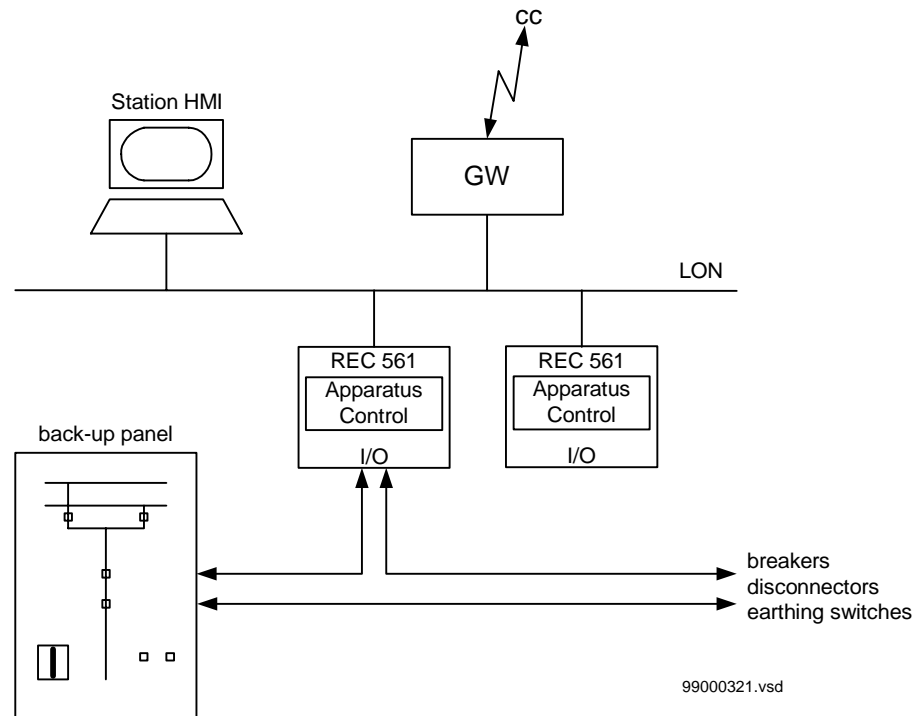 cc
Station HMI
GW
LON
REC 561
Apparatus
Control
I/O
REC 561
Apparatus
Control
I/O
back-up panel
breakers
disconnectors
earthing switches
99000321.vsd